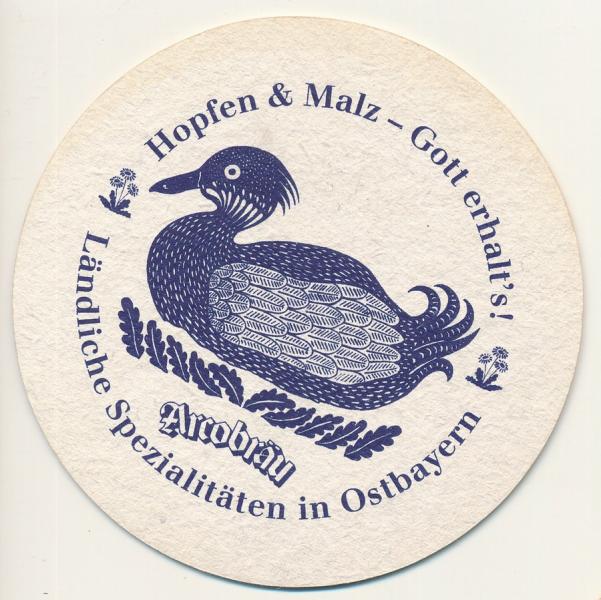 Hopfen & Malz – Gott erhalt's!
Arcobräu
Ländliche Spezialitäten in Ostbayern